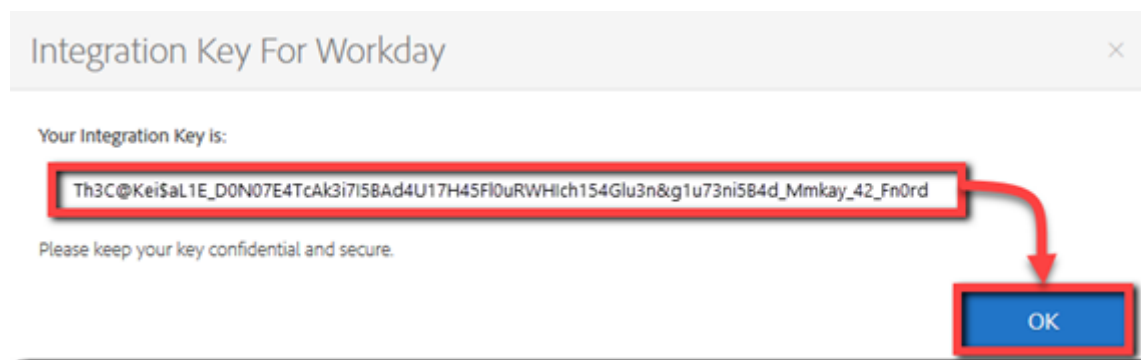 Integration Key For Workday
Your Integration Key is:
Th3C@Kei$aL1E_D0N07E4TcAk3i7I5BAd4U17H45Fl0uRWHIch154Glu3n&g1u73ni5B4d_Mmkay_42_Fn0rd
Please keep your key confidential and secure.
OK